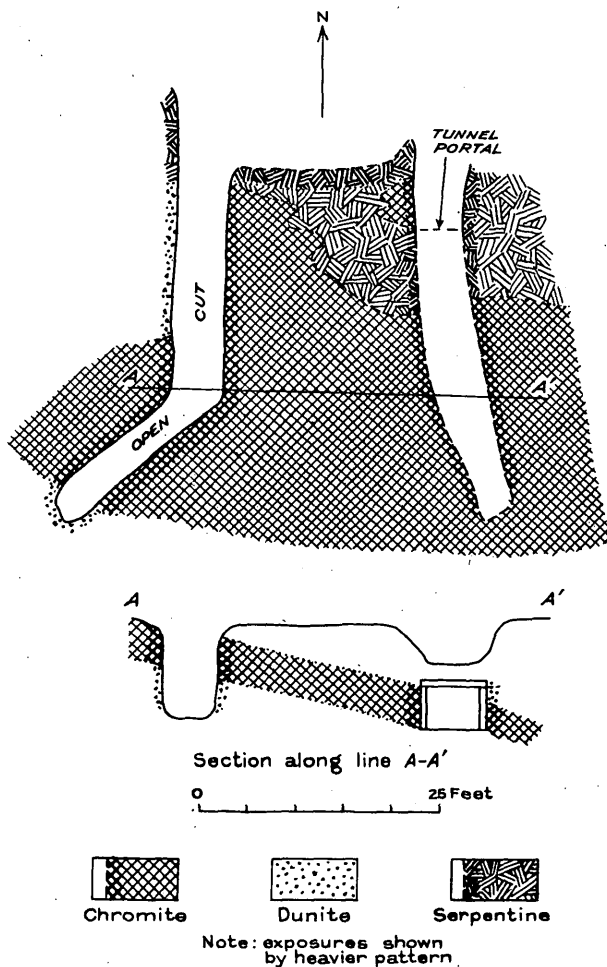 N
TUNNEL
PORTAL
CUT
A
A'
OPEN
A
A'
Section along line A-A'
0
25 Feet
Chromite
Dunite
Serpentine
Note: exposures shown
by heavier pattern